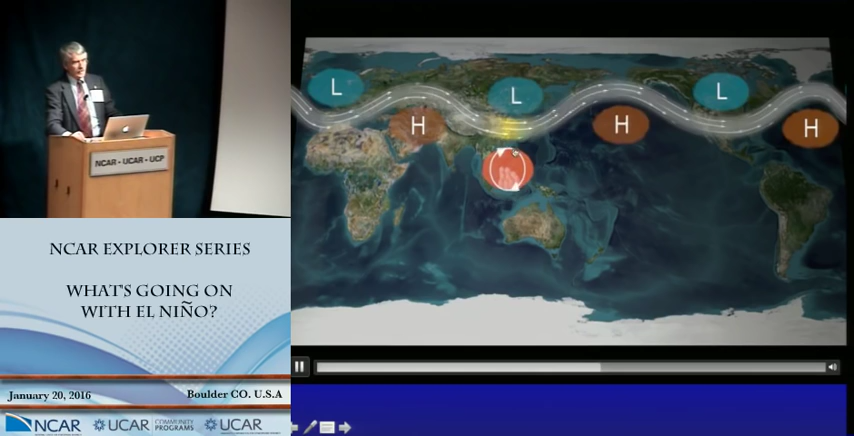 NCAR • UCAR • UCP
NCAR EXPLORER SERIES
WHAT'S GOING ON
WITH EL NIÑO?
January 20, 2016
Boulder CO. U.S.A
NCAR
UCAR
COMMUNITY
PROGRAMS
UCAR
L
L
L
H
H
H